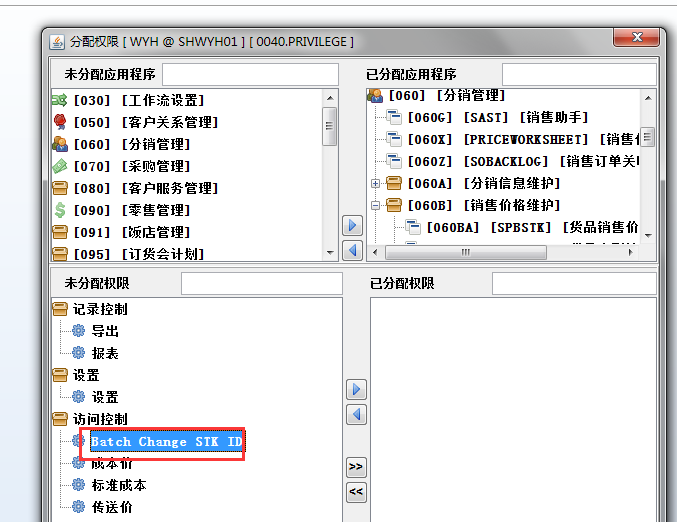 分配权限 [ WYH @ SHWYH01 ] [ 0040.PRIVILEGE ]
未分配应用程序
[030] [工作流设置]
[050] [客户关系管理]
[060] [分销管理]
[070] [采购管理]
[080] [客户服务管理]
[090] [零售管理]
[091] [饭店管理]
[095] [订货会计划]
已分配应用程序
[060] [分销管理]
[060G] [SAST] [销售助手]
[060X] [PRICEWORKSHEET] [销售
[060Z] [SOBACKLOG] [销售订单关
[060A] [分销信息维护]
[060B] [销售价格维护]
[060BA] [SPBSTK] [货品销售价
未分配权限
记录控制
导出
报表
设置
设置
访问控制
Batch Change STK ID
成本价
标准成本
传送价
已分配权限
>>
<<